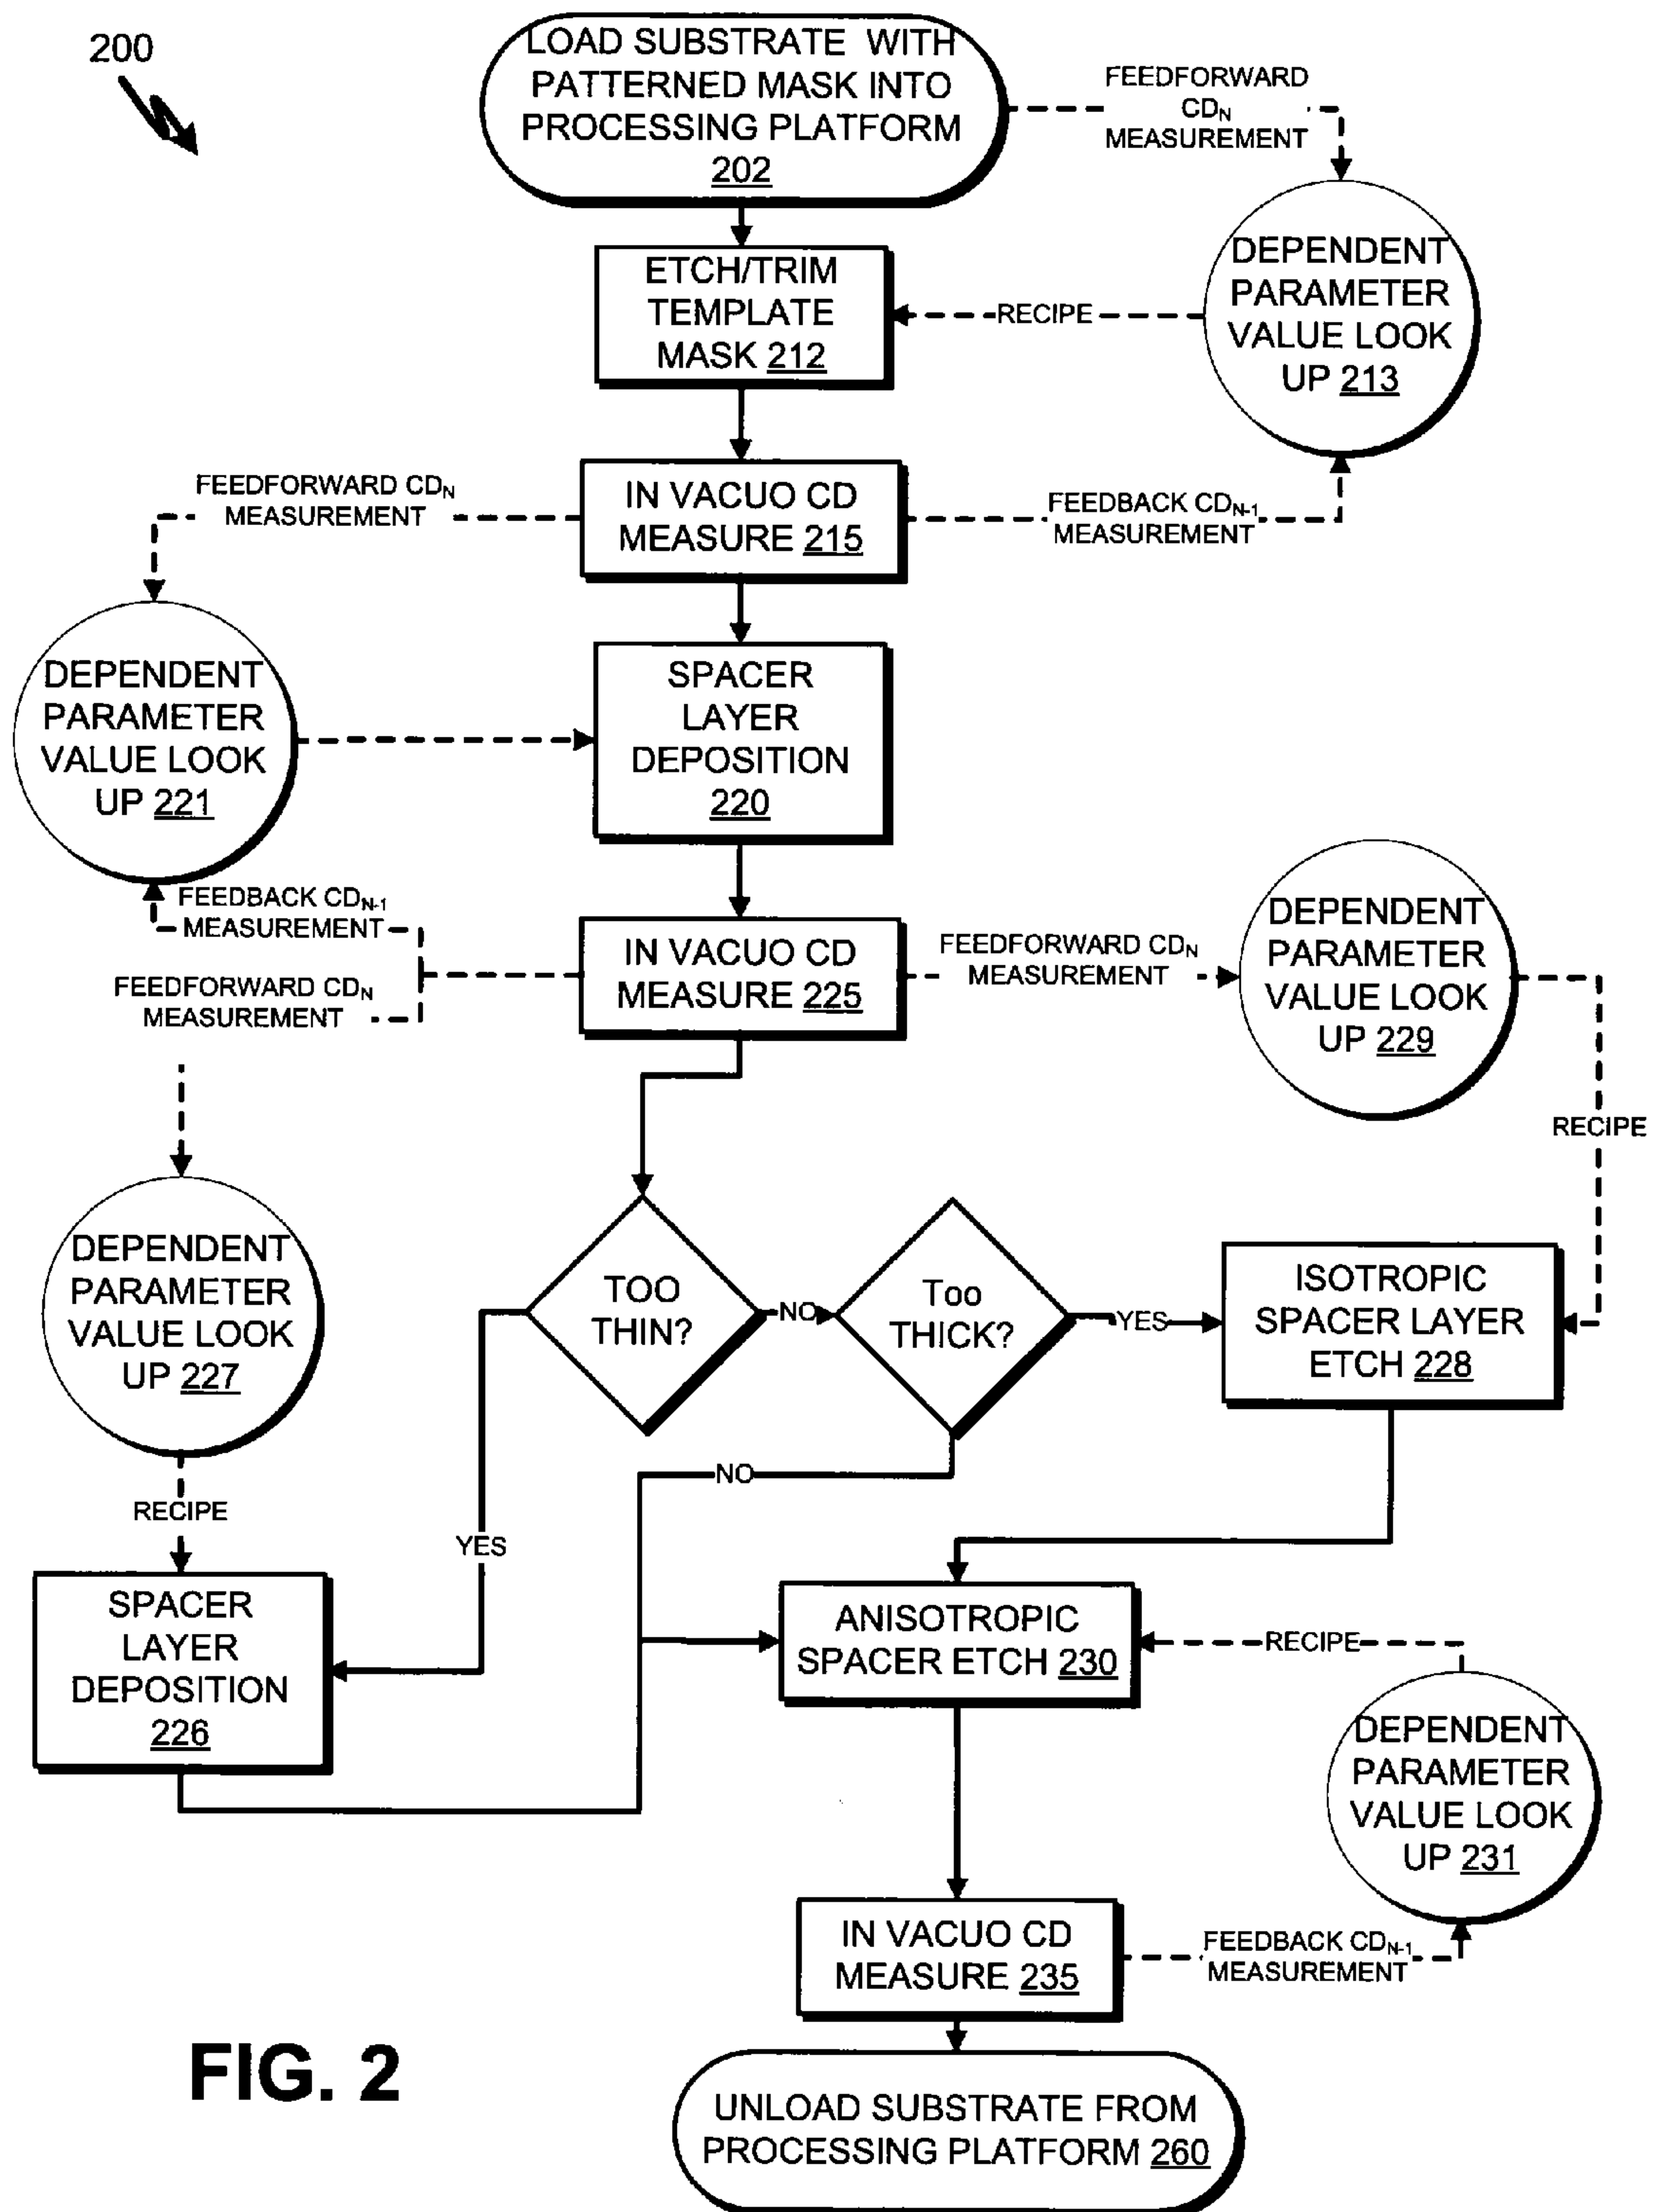 200
LOAD SUBSTRATE WITH
PATTERNED MASK INTO
PROCESSING PLATFORM
202
FEEDFORWARD
CDN
MEASUREMENT
ETCH/TRIM
TEMPLATE
MASK 212
RECIPE
DEPENDENT
PARAMETER
VALUE LOOK
UP 213
FEEDFORWARD CDN
MEASUREMENT
IN VACUO CD
MEASURE 215
FEEDBACK CDN-1
MEASUREMENT
DEPENDENT
PARAMETER
VALUE LOOK
UP 221
SPACER
LAYER
DEPOSITION
220
FEEDBACK CDN-1
MEASUREMENT
FEEDFORWARD CDN
MEASUREMENT
IN VACUO CD
MEASURE 225
FEEDFORWARD CDN
MEASUREMENT
DEPENDENT
PARAMETER
VALUE LOOK
UP 229
RECIPE
DEPENDENT
PARAMETER
VALUE LOOK
UP 227
TOO
THIN?
NO
Too
THICK?
YES
ISOTROPIC
SPACER LAYER
ETCH 228
NO
RECIPE
YES
SPACER
LAYER
DEPOSITION
226
ANISOTROPIC
SPACER ETCH 230
RECIPE
DEPENDENT
PARAMETER
VALUE LOOK
UP 231
IN VACUO CD
MEASURE 235
FEEDBACK CDN-1
MEASUREMENT
FIG. 2
UNLOAD SUBSTRATE FROM
PROCESSING PLATFORM 260